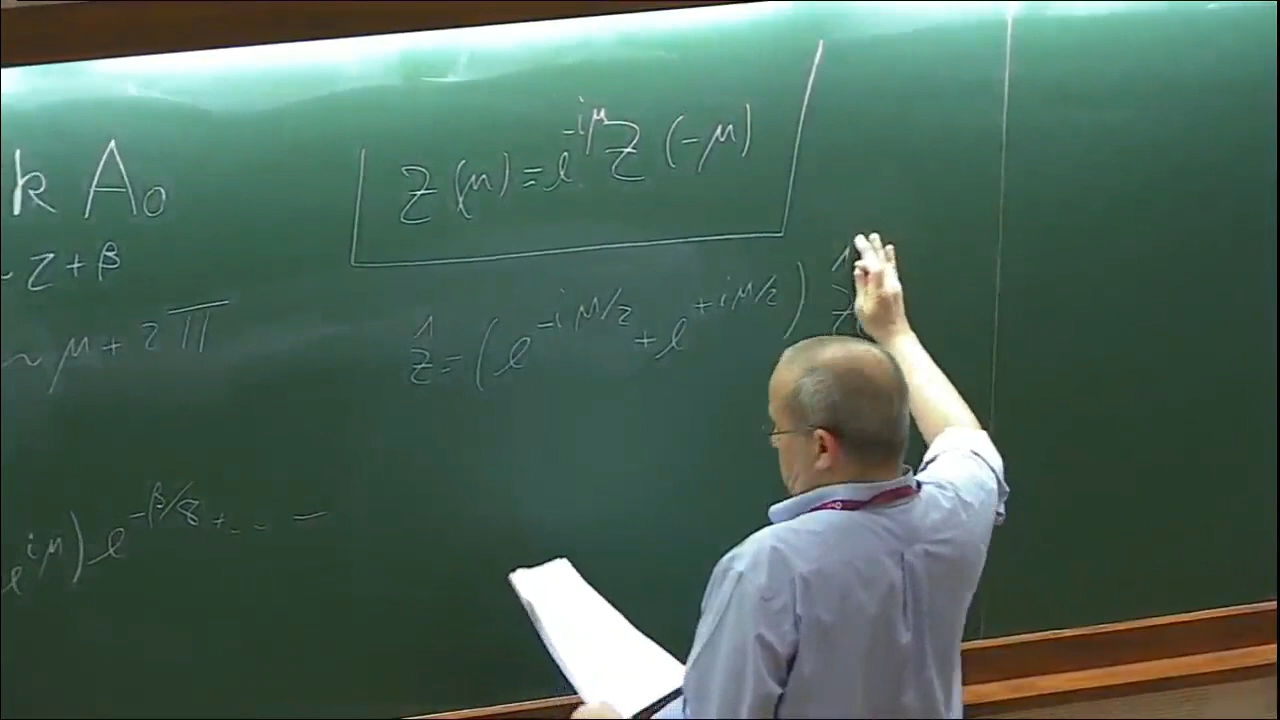 k A₀
~ τ + β
~ μ + 2π
e^{iμ}) e^{-β/8} + - - -
Z(μ) = e^{-iμ} Z(-μ)
ẑ = (e^{-iμ/2} + e^{+iμ/2}) ẑ